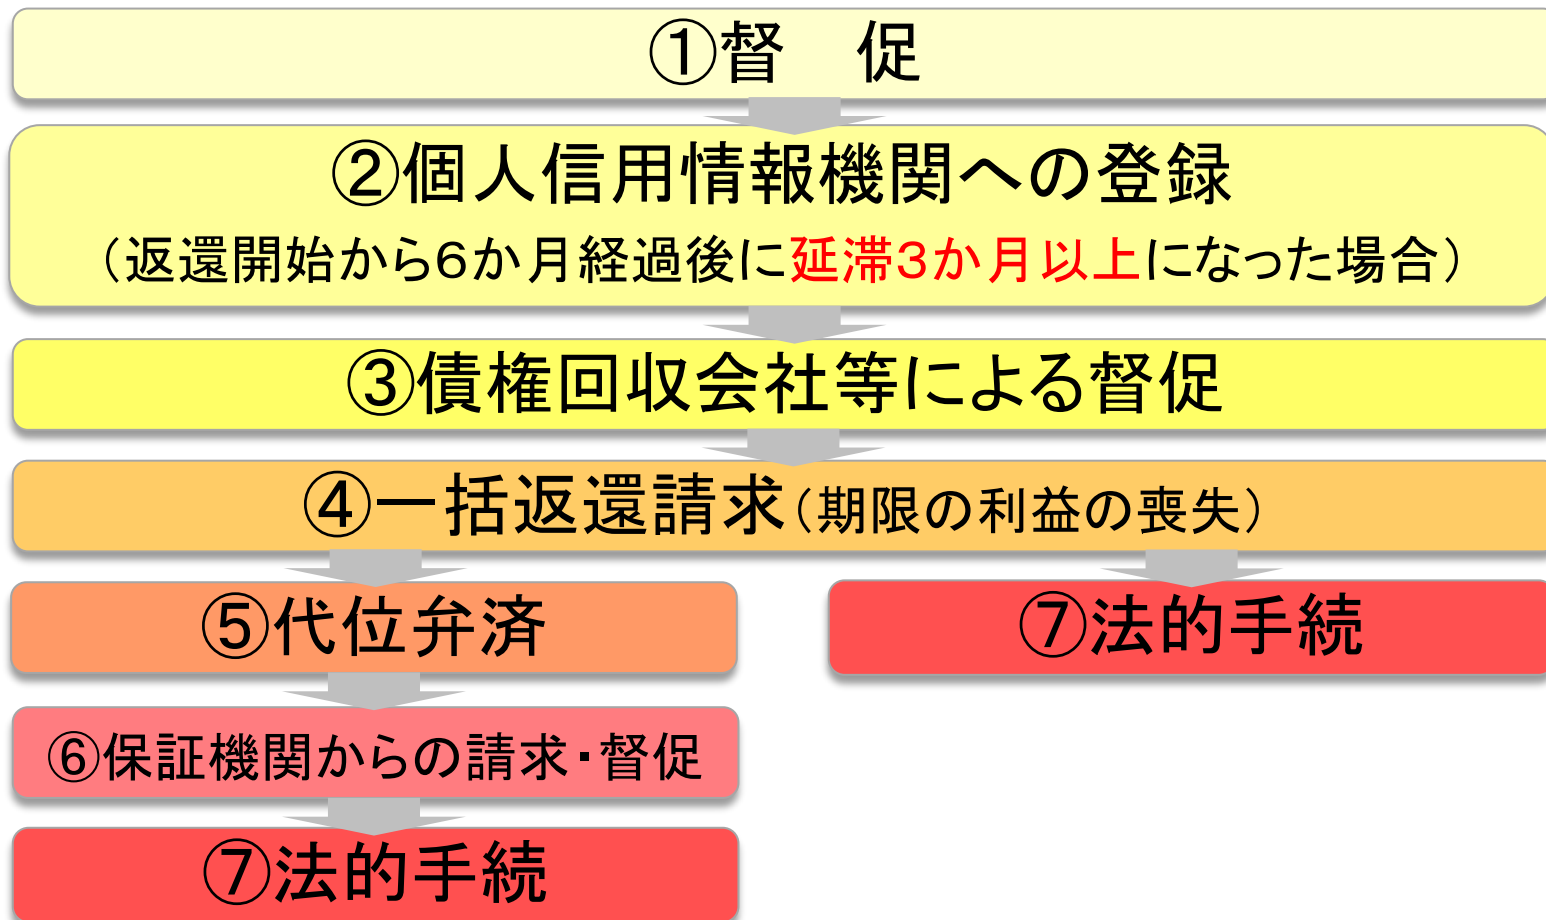 ①督　促
②個人信用情報機関への登録
（返還開始から６か月経過後に延滞３か月以上になった場合）
③債権回収会社等による督促
④一括返還請求（期限の利益の喪失）
⑤代位弁済
⑦法的手続
⑥保証機関からの請求・督促
⑦法的手続